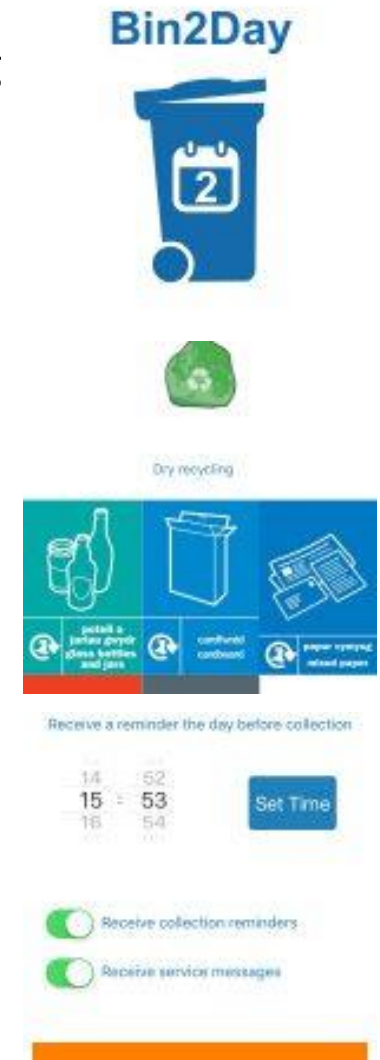 Bin2Day
2
Dry recycling
poteli a
jariau gwydr
glass bottles
and jars
cardfwrdd
cardboard
papur cymysg
mixed paper
Receive a reminder the day before collection
14 52
15 : 53
16 54
Set Time
Receive collection reminders
Receive service messages